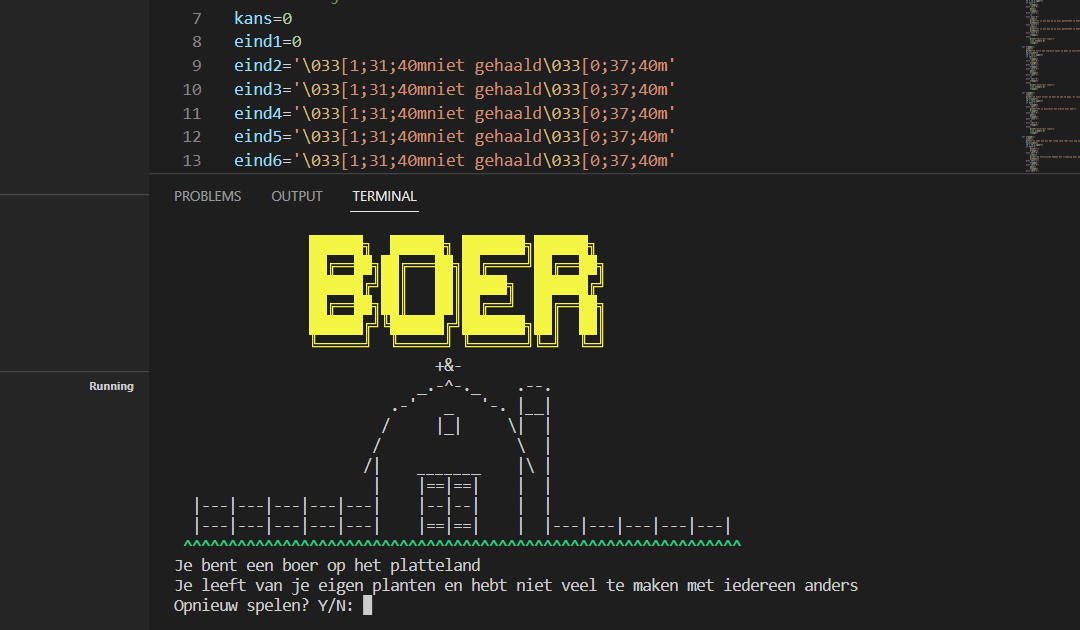 7 kans=0
8 eind1=0
9 eind2='\033[1;31;40mniet gehaald\033[0;37;40m'
10 eind3='\033[1;31;40mniet gehaald\033[0;37;40m'
11 eind4='\033[1;31;40mniet gehaald\033[0;37;40m'
12 eind5='\033[1;31;40mniet gehaald\033[0;37;40m'
13 eind6='\033[1;31;40mniet gehaald\033[0;37;40m'
PROBLEMS OUTPUT TERMINAL
BOER
Running
Je bent een boer op het platteland
Je leeft van je eigen planten en hebt niet veel te maken met iedereen anders
Opnieuw spelen? Y/N: